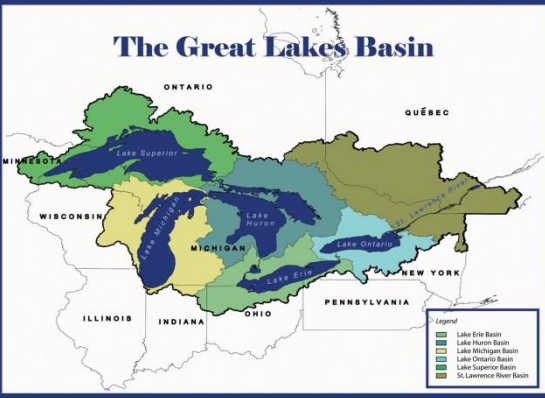 The Great Lakes Basin
ONTARIO
QUÉBEC
MINNESOTA
Lake Superior
St. Lawrence River
WISCONSIN
Lake Michigan
Lake Huron
MICHIGAN
Lake Ontario
Lake Erie
NEW YORK
PENNSYLVANIA
ILLINOIS
INDIANA
OHIO
Legend
Lake Erie Basin
Lake Huron Basin
Lake Michigan Basin
Lake Ontario Basin
Lake Superior Basin
St. Lawrence River Basin